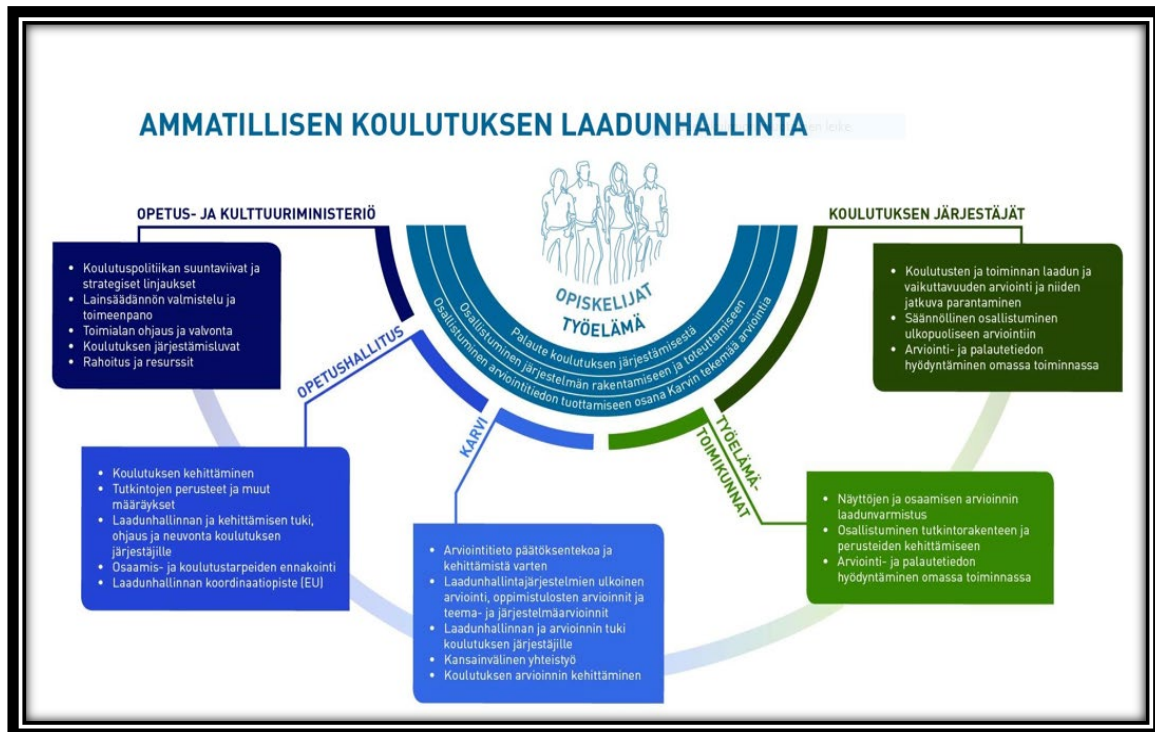 AMMATILLISEN KOULUTUKSEN LAADUNHALLINTA
OPETUS- JA KULTTUURIMINISTERIÖ
• Koulutuspolitiikan suuntaviivat ja
strategiset linjaukset
• Lainsäädännön valmistelu ja
toimeenpano
• Toimialan ohjaus ja valvonta
• Koulutuksen järjestämisluvat
• Rahoitus ja resurssit
OPETUSHALLITUS
• Koulutuksen kehittäminen
• Tutkintojen perusteet ja muut
määräykset
• Laadunhallinnan ja kehittämisen tuki,
ohjaus ja neuvonta koulutuksen
järjestäjille
• Osaamis- ja koulutustarpeiden ennakointi
• Laadunhallinnan koordinaatiopiste (EU)
OPISKELIJAT
TYÖELÄMÄ
Palaute koulutuksen järjestämisestä
Osallistuminen järjestelmän rakentamiseen ja toteuttamiseen
Osallistuminen arviointitiedon tuottamiseen osana Karvin tekemää arviointia
KARVI
• Arviointitieto päätöksentekoa ja
kehittämistä varten
• Laadunhallintajärjestelmien ulkoinen
arviointi, oppimistulosten arvioinnit ja
teema- ja järjestelmäarvioinnit
• Laadunhallinnan ja arvioinnin tuki
koulutuksen järjestäjille
• Kansainvälinen yhteistyö
• Koulutuksen arvioinnin kehittäminen
TYÖELÄMÄ-
TOIMIKUNNAT
• Näyttöjen ja osaamisen arvioinnin
laadunvarmistus
• Osallistuminen tutkintorakenteen ja
perusteiden kehittämiseen
• Arviointi- ja palautetiedon
hyödyntäminen omassa toiminnassa
KOULUTUKSEN JÄRJESTÄJÄT
• Koulutusten ja toiminnan laadun ja
vaikuttavuuden arviointi ja niiden
jatkuva parantaminen
• Säännöllinen osallistuminen
ulkopuoliseen arviointiin
• Arviointi- ja palautetiedon
hyödyntäminen omassa toiminnassa